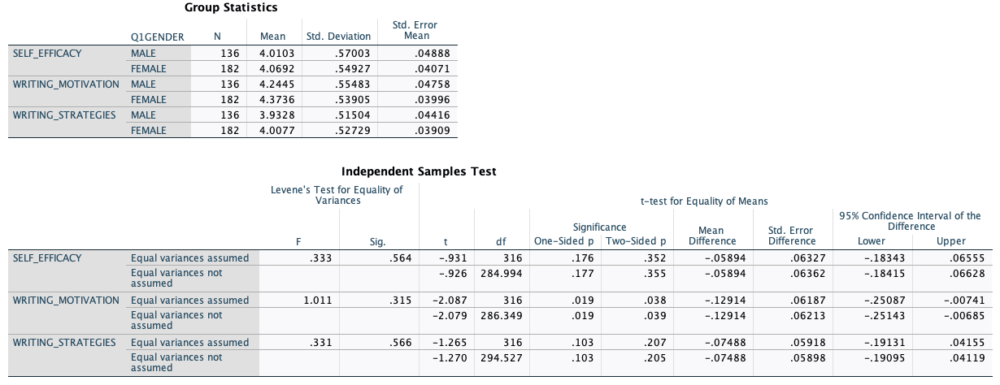 Group Statistics
Q1GENDER N Mean Std. Deviation Std. Error Mean
SELF_EFFICACY MALE 136 4.0103 .57003 .04888
FEMALE 182 4.0692 .54927 .04071
WRITING_MOTIVATION MALE 136 4.2445 .55483 .04758
FEMALE 182 4.3736 .53905 .03996
WRITING_STRATEGIES MALE 136 3.9328 .51504 .04416
FEMALE 182 4.0077 .52729 .03909
Independent Samples Test
Levene's Test for Equality of Variances
t-test for Equality of Means
F Sig. t df Significance One-Sided p Two-Sided p Mean Difference Std. Error Difference 95% Confidence Interval of the Difference Lower Upper
SELF_EFFICACY Equal variances assumed .333 .564 -.931 316 .176 .352 -.05894 .06327 -.18343 .06555
Equal variances not assumed -.926 284.994 .177 .355 -.05894 .06362 -.18415 .06628
WRITING_MOTIVATION Equal variances assumed 1.011 .315 -2.087 316 .019 .038 -.12914 .06187 -.25087 -.00741
Equal variances not assumed -2.079 286.349 .019 .039 -.12914 .06213 -.25143 -.00685
WRITING_STRATEGIES Equal variances assumed .331 .566 -1.265 316 .103 .207 -.07488 .05918 -.19131 .04155
Equal variances not assumed -1.270 294.527 .103 .205 -.07488 .05898 -.19095 .04119